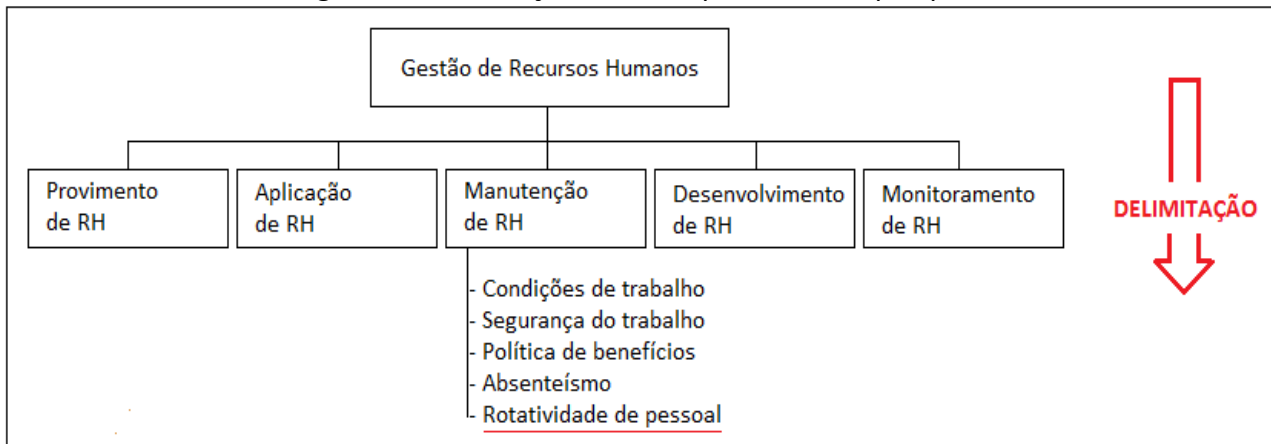 Gestão de Recursos Humanos
Provimento
de RH
Aplicação
de RH
Manutenção
de RH
Desenvolvimento
de RH
Monitoramento
de RH
DELIMITAÇÃO
- Condições de trabalho
- Segurança do trabalho
- Política de benefícios
- Absenteísmo
- Rotatividade de pessoal